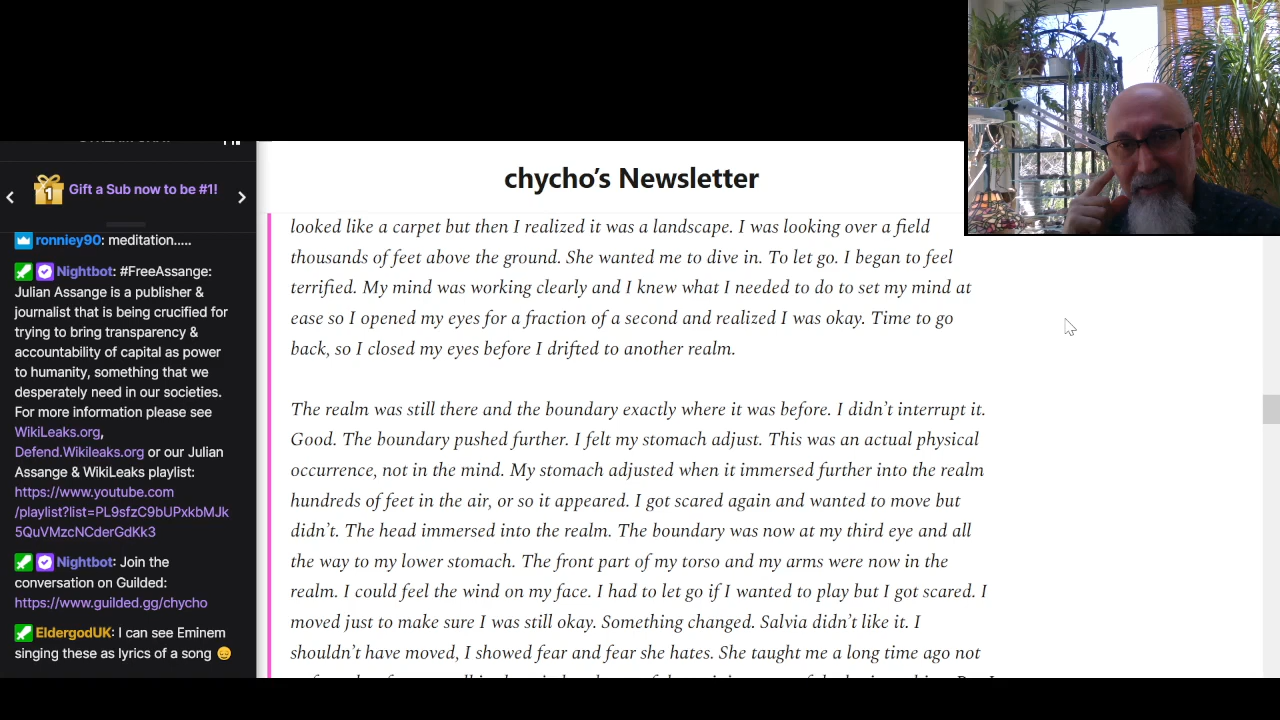 Gift a Sub now to be #1!
ronniey90: meditation.....
Nightbot: #FreeAssange:
Julian Assange is a publisher &
journalist that is being crucified for
trying to bring transparency &
accountability of capital as power
to humanity, something that we
desperately need in our societies.
For more information please see
WikiLeaks.org,
Defend.Wikileaks.org or our Julian
Assange & WikiLeaks playlist:
https://www.youtube.com
/playlist?list=PL9sfzC9bUPxkbMJk
5QuVMzcNCderGdKk3
Nightbot: Join the
conversation on Guilded:
https://www.guilded.gg/chycho
EldergodUK: I can see Eminem
singing these as lyrics of a song 😔
chycho’s Newsletter
looked like a carpet but then I realized it was a landscape. I was looking over a field
thousands of feet above the ground. She wanted me to dive in. To let go. I began to feel
terrified. My mind was working clearly and I knew what I needed to do to set my mind at
ease so I opened my eyes for a fraction of a second and realized I was okay. Time to go
back, so I closed my eyes before I drifted to another realm.
The realm was still there and the boundary exactly where it was before. I didn’t interrupt it.
Good. The boundary pushed further. I felt my stomach adjust. This was an actual physical
occurrence, not in the mind. My stomach adjusted when it immersed further into the realm
hundreds of feet in the air, or so it appeared. I got scared again and wanted to move but
didn’t. The head immersed into the realm. The boundary was now at my third eye and all
the way to my lower stomach. The front part of my torso and my arms were now in the
realm. I could feel the wind on my face. I had to let go if I wanted to play but I got scared. I
moved just to make sure I was still okay. Something changed. Salvia didn’t like it. I
shouldn’t have moved, I showed fear and fear she hates. She taught me a long time ago not